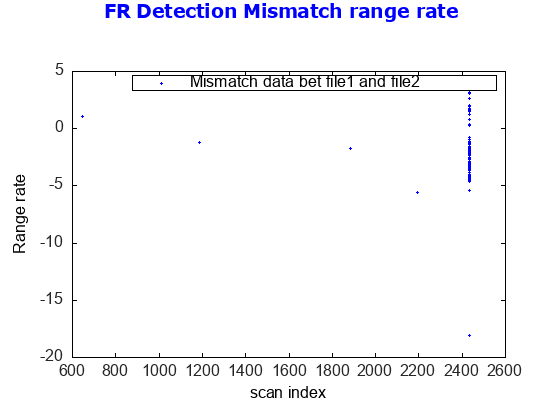 FR Detection Mismatch range rate
Mismatch data bet file1 and file2
5
0
-5
-10
-15
-20
Range rate
600 800 1000 1200 1400 1600 1800 2000 2200 2400 2600
scan index